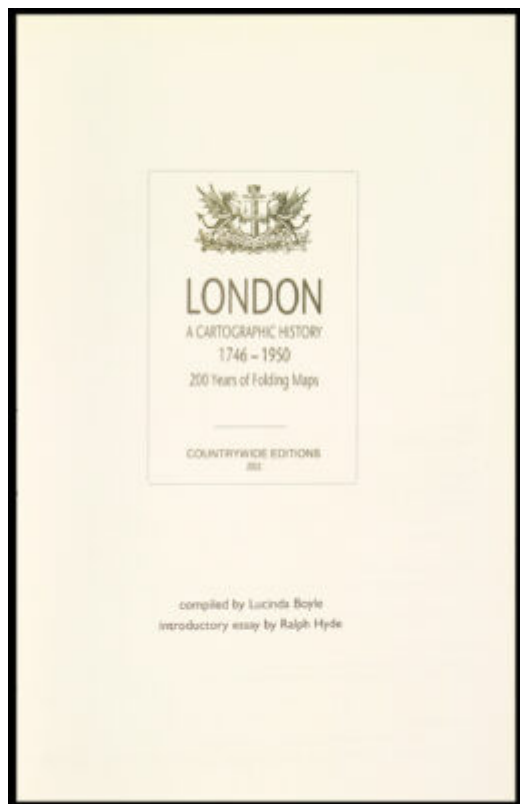 LONDON
A CARTOGRAPHIC HISTORY
1746 – 1950
200 Years of Folding Maps
COUNTRYWIDE EDITIONS
compiled by Lucinda Boyle
introductory essay by Ralph Hyde